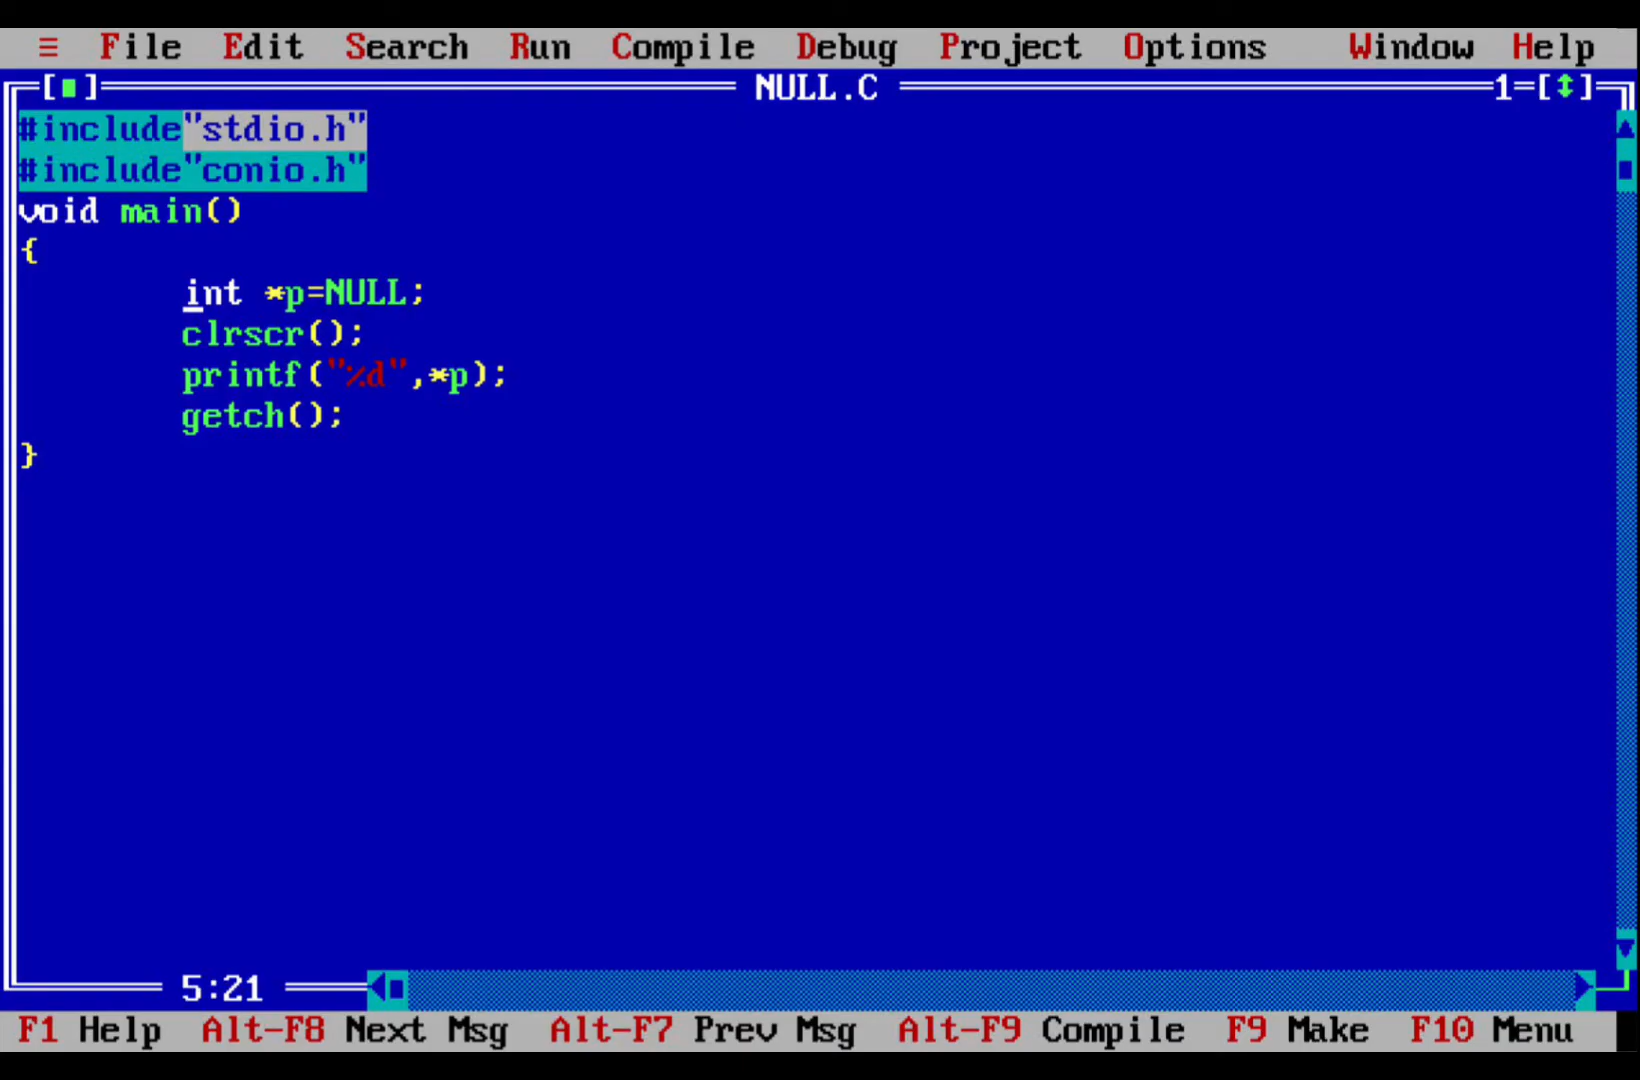 ≡ File Edit Search Run Compile Debug Project Options Window Help
[■] NULL.C 1=[↕]
#include"stdio.h"
#include"conio.h"
void main()
{
int *p=NULL;
clrscr();
printf("%d",*p);
getch();
}
5:21
F1 Help Alt-F8 Next Msg Alt-F7 Prev Msg Alt-F9 Compile F9 Make F10 Menu